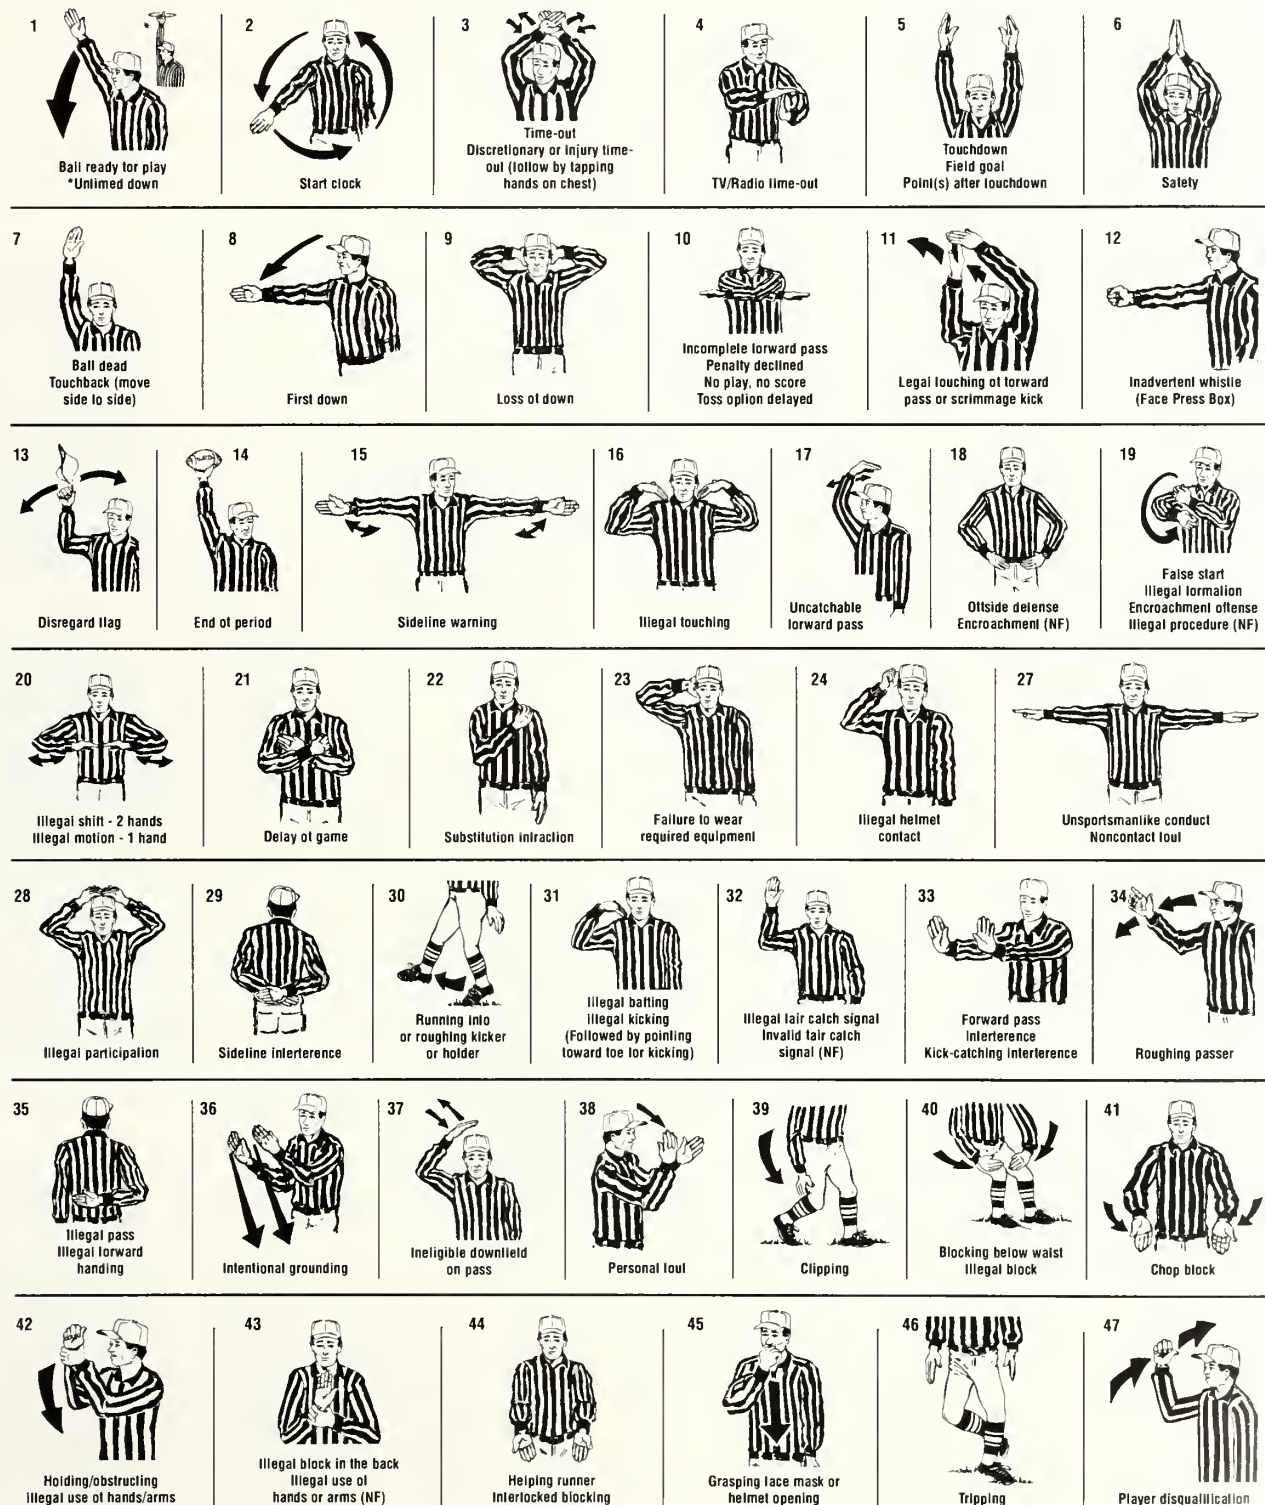 1
Ball ready for play
*Unlimed down
2
Start clock
3
Time-out
Discretionary or injury time-
out (follow by tapping
hands on chest)
4
TV/Radio time-out
5
Touchdown
Field goal
Point(s) after touchdown
6
Safety
7
Ball dead
Touchback (move
side to side)
8
First down
9
Loss of down
10
Incomplete forward pass
Penalty declined
No play, no score
Toss option delayed
11
Legal touching of forward
pass or scrimmage kick
12
Inadvertent whistle
(Face Press Box)
13
Disregard flag
14
End of period
15
Sideline warning
16
Illegal touching
17
Uncatchable
forward pass
18
Offside defense
Encroachment (NF)
19
False start
Illegal formation
Encroachment offense
Illegal procedure (NF)
20
Illegal shift - 2 hands
Illegal motion - 1 hand
21
Delay of game
22
Substitution infraction
23
Failure to wear
required equipment
24
Illegal helmet
contact
27
Unsportsmanlike conduct
Noncontact foul
28
Illegal participation
29
Sideline interference
30
Running into
or roughing kicker
or holder
31
Illegal batting
Illegal kicking
(Followed by pointing
toward toe for kicking)
32
Illegal fair catch signal
Invalid fair catch
signal (NF)
33
Forward pass
interference
Kick-catching interference
34
Roughing passer
35
Illegal pass
Illegal forward
handing
36
Intentional grounding
37
Ineligible downfield
on pass
38
Personal foul
39
Clipping
40
Blocking below waist
Illegal block
41
Chop block
42
Holding/obstructing
illegal use of hands/arms
43
Illegal block in the back
Illegal use of
hands or arms (NF)
44
Helping runner
Interlocked blocking
45
Grasping face mask or
helmet opening
46
Tripping
47
Player disqualification